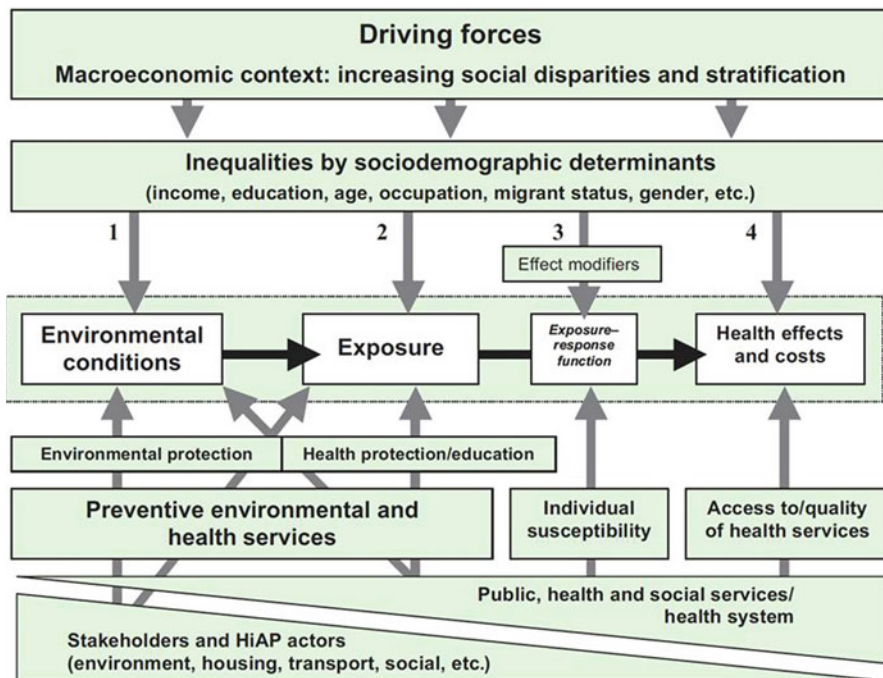 Driving forces
Macroeconomic context: increasing social disparities and stratification
Inequalities by sociodemographic determinants
(income, education, age, occupation, migrant status, gender, etc.)
1
2
3
4
Effect modifiers
Environmental
conditions
Exposure
Exposure–
response
function
Health effects
and costs
Environmental protection
Health protection/education
Preventive environmental and
health services
Individual
susceptibility
Access to/quality
of health services
Public, health and social services/
health system
Stakeholders and HiAP actors
(environment, housing, transport, social, etc.)